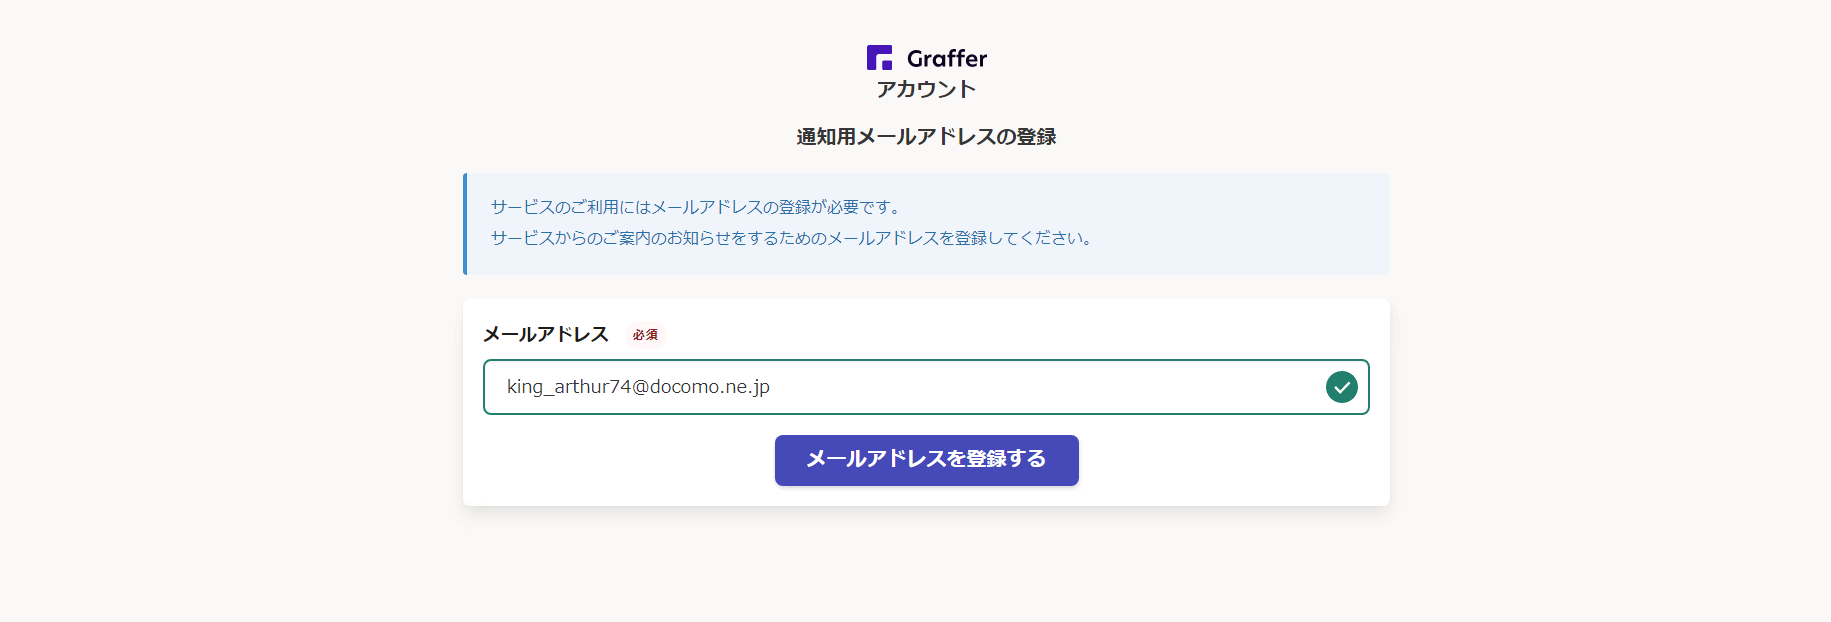 Graffer
アカウント
通知用メールアドレスの登録
サービスのご利用にはメールアドレスの登録が必要です。
サービスからのご案内のお知らせをするためのメールアドレスを登録してください。
メールアドレス 必須
king_arthur74@docomo.ne.jp
メールアドレスを登録する